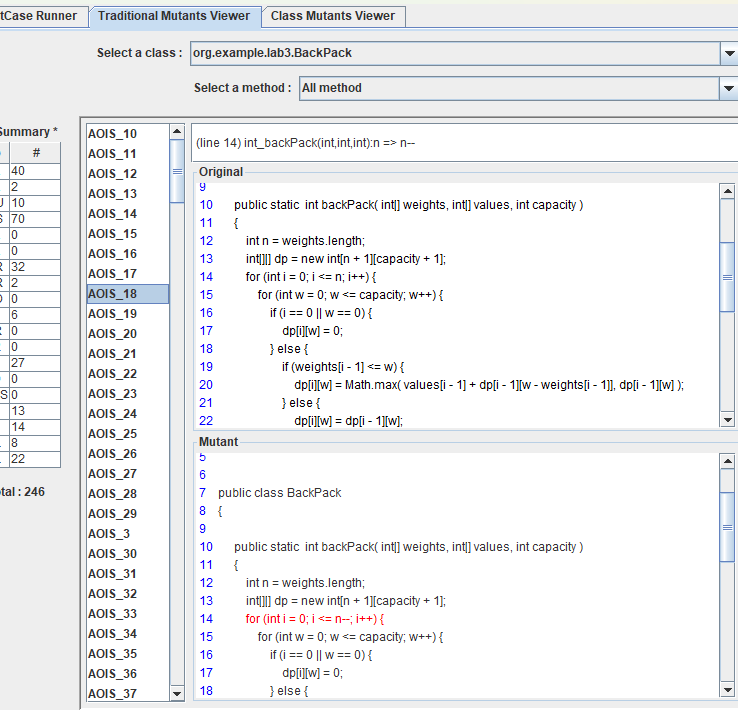 tCase Runner Traditional Mutants Viewer Class Mutants Viewer
Select a class : org.example.lab3.BackPack
Select a method : All method
Summary *
#
40
2
U 10
S 70
0
0
R 32
R 2
O 0
6
R 0
0
27
0
S 0
13
14
8
22
otal : 246
AOIS_10
AOIS_11
AOIS_12
AOIS_13
AOIS_14
AOIS_15
AOIS_16
AOIS_17
AOIS_18
AOIS_19
AOIS_20
AOIS_21
AOIS_22
AOIS_23
AOIS_24
AOIS_25
AOIS_26
AOIS_27
AOIS_28
AOIS_29
AOIS_3
AOIS_30
AOIS_31
AOIS_32
AOIS_33
AOIS_34
AOIS_35
AOIS_36
AOIS_37
(line 14) int_backPack(int,int,int):n => n--
Original
9
10 public static int backPack( int[] weights, int[] values, int capacity )
11 {
12 int n = weights.length;
13 int[][] dp = new int[n + 1][capacity + 1];
14 for (int i = 0; i <= n; i++) {
15 for (int w = 0; w <= capacity; w++) {
16 if (i == 0 || w == 0) {
17 dp[i][w] = 0;
18 } else {
19 if (weights[i - 1] <= w) {
20 dp[i][w] = Math.max( values[i - 1] + dp[i - 1][w - weights[i - 1]], dp[i - 1][w] );
21 } else {
22 dp[i][w] = dp[i - 1][w];
Mutant
5
6
7 public class BackPack
8 {
9
10 public static int backPack( int[] weights, int[] values, int capacity )
11 {
12 int n = weights.length;
13 int[][] dp = new int[n + 1][capacity + 1];
14 for (int i = 0; i <= n--; i++) {
15 for (int w = 0; w <= capacity; w++) {
16 if (i == 0 || w == 0) {
17 dp[i][w] = 0;
18 } else {